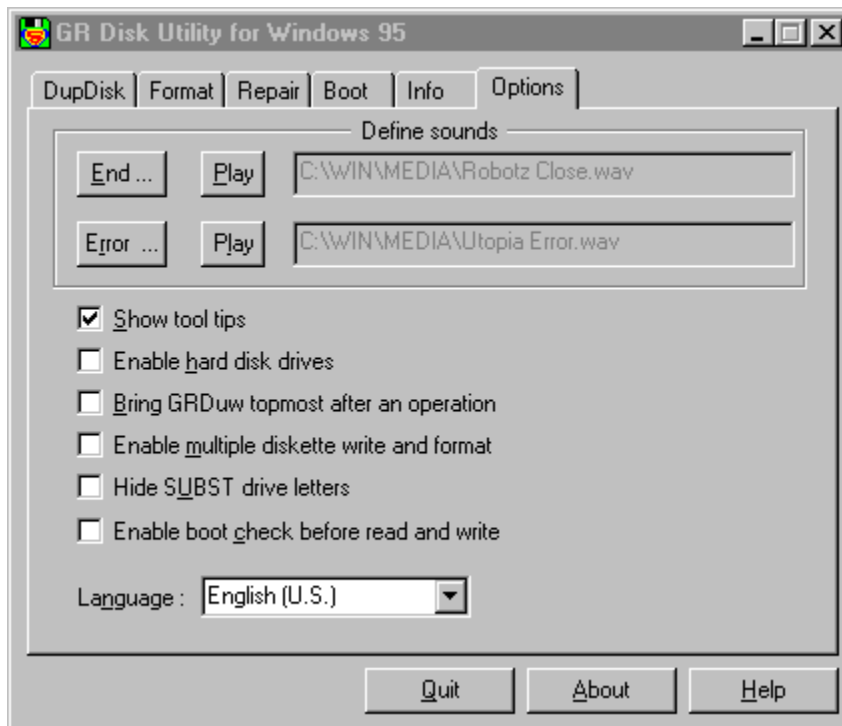 GR Disk Utility for Windows 95
DupDisk Format Repair Boot Info Options
Define sounds
End ... Play C:\WIN\MEDIA\Robotz Close.wav
Error ... Play C:\WIN\MEDIA\Utopia Error.wav
Show tool tips
Enable hard disk drives
Bring GRDuw topmost after an operation
Enable multiple diskette write and format
Hide SUBST drive letters
Enable boot check before read and write
Language : English (U.S.)
Quit About Help